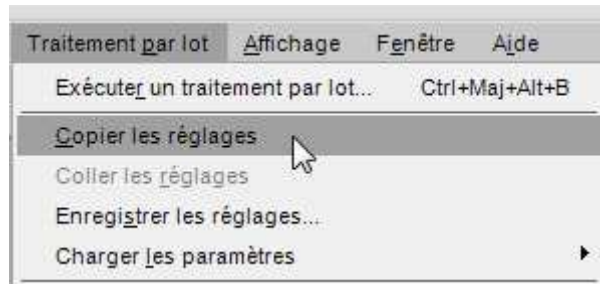 Traitement par lot Affichage Fenêtre Aide
Exécuter un traitement par lot... Ctrl+Maj+Alt+B
Copier les réglages
Coller les réglages
Enregistrer les réglages...
Charger les paramètres